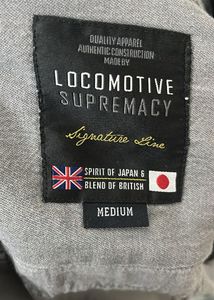 QUALITY APPAREL
AUTHENTIC CONSTRUCTION
MADE BY
LOCOMOTIVE
SUPREMACY
Signature Line
SPIRIT OF JAPAN &
BLEND OF BRITISH
MEDIUM